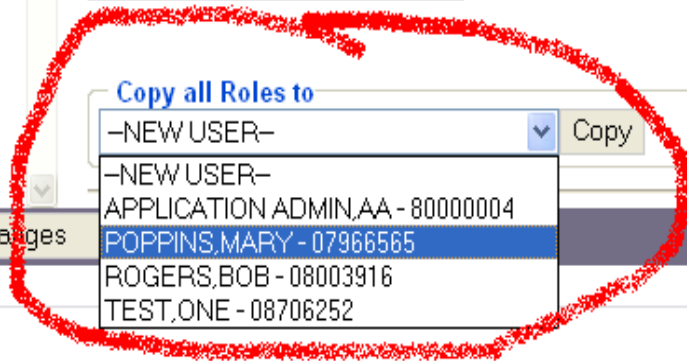 Copy all Roles to
–NEW USER– Copy
–NEW USER–
APPLICATION ADMIN,AA - 80000004
POPPINS,MARY - 07966565
ROGERS,BOB - 08003916
TEST,ONE - 08706252